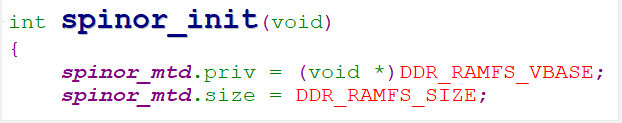 int spinor_init(void)
{
    spinor_mtd.priv = (void *)DDR_RAMFS_VBASE;
    spinor_mtd.size = DDR_RAMFS_SIZE;